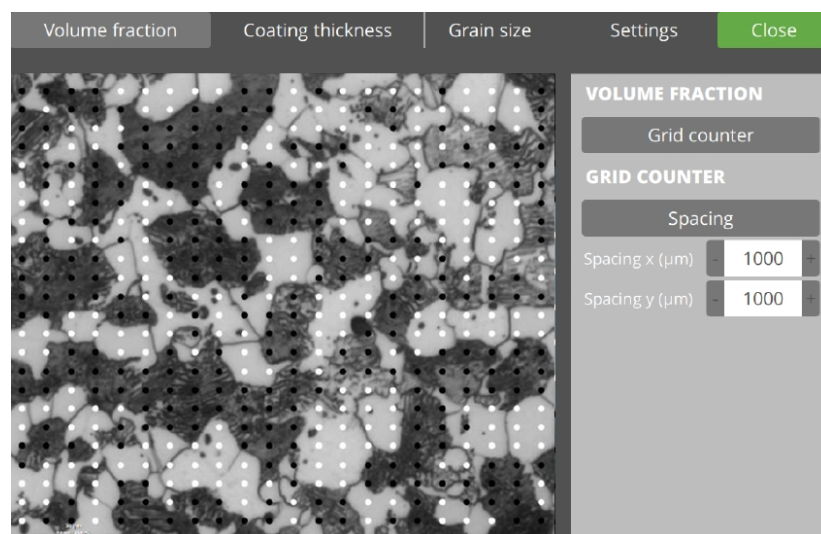 Volume fraction
Coating thickness
Grain size
Settings
Close
VOLUME FRACTION
Grid counter
GRID COUNTER
Spacing
Spacing x (μm) - 1000 +
Spacing y (μm) - 1000 +